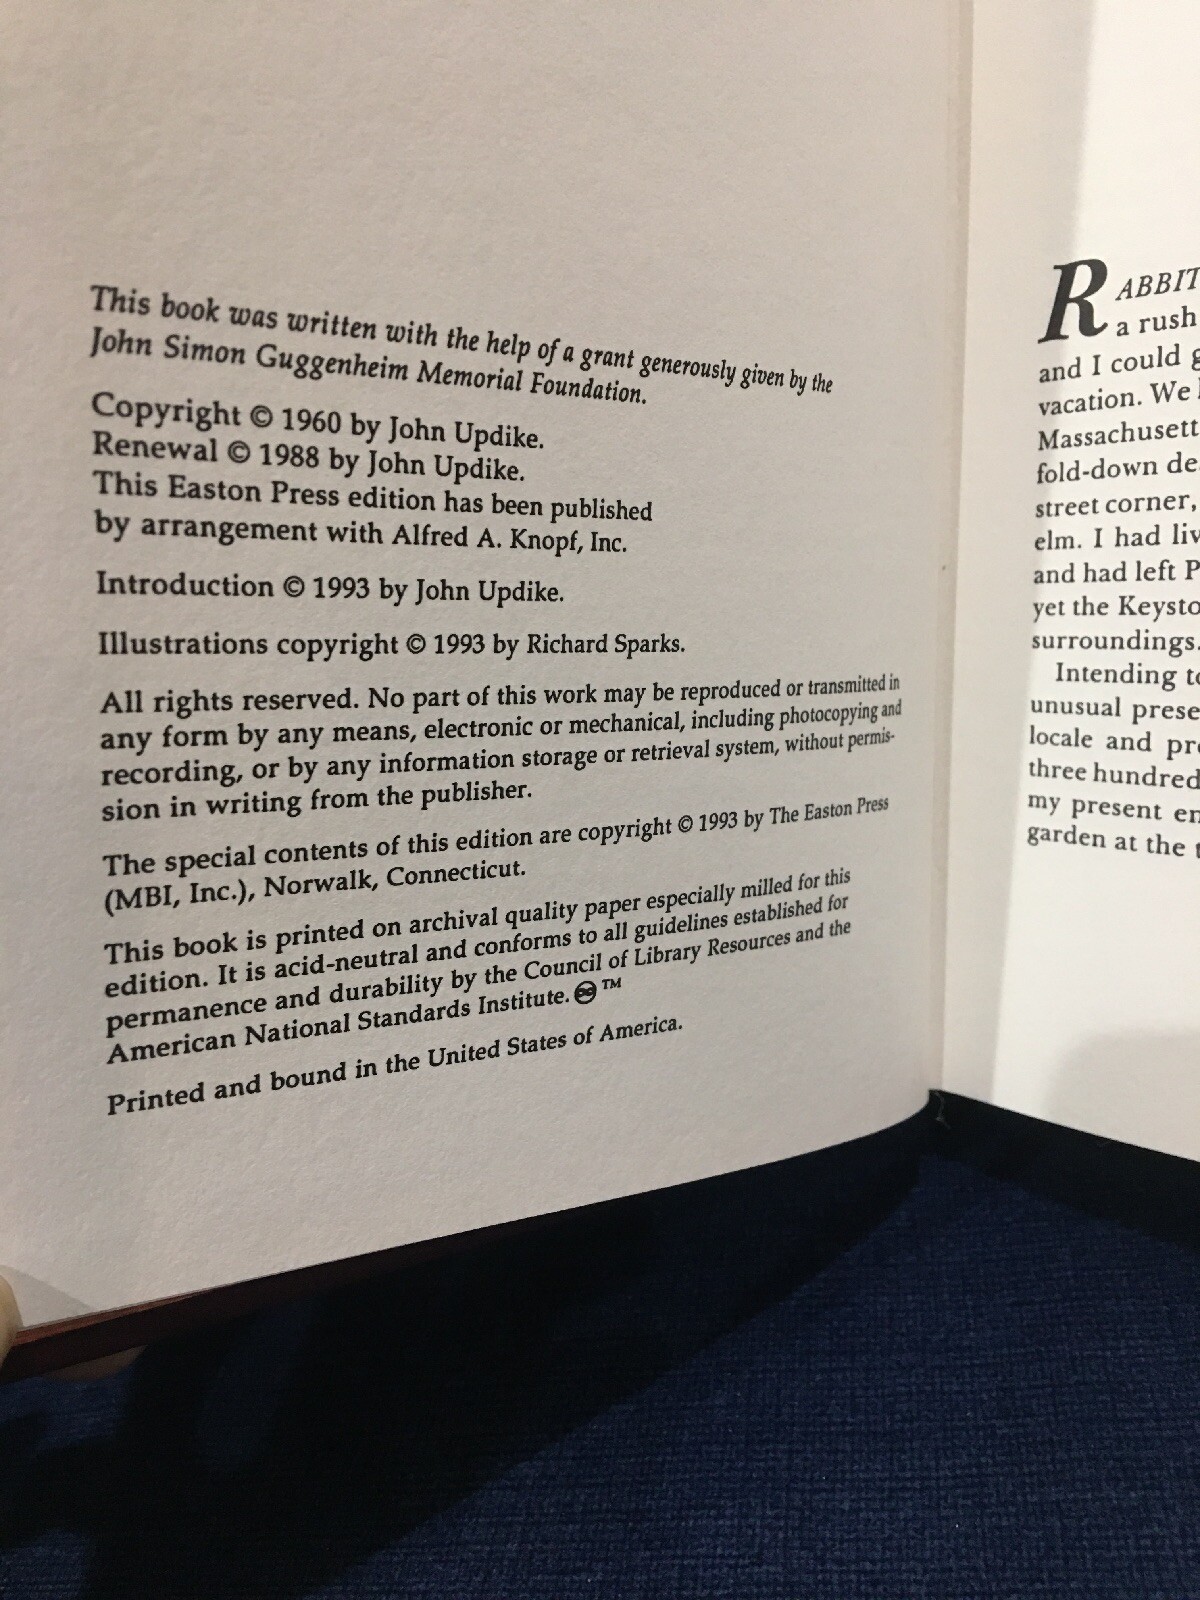 This book was written with the help of a grant generously given by the
John Simon Guggenheim Memorial Foundation.
Copyright © 1960 by John Updike.
Renewal © 1988 by John Updike.
This Easton Press edition has been published
by arrangement with Alfred A. Knopf, Inc.
Introduction © 1993 by John Updike.
Illustrations copyright © 1993 by Richard Sparks.
All rights reserved. No part of this work may be reproduced or transmitted in
any form by any means, electronic or mechanical, including photocopying and
recording, or by any information storage or retrieval system, without permis-
sion in writing from the publisher.
The special contents of this edition are copyright © 1993 by The Easton Press
(MBI, Inc.), Norwalk, Connecticut.
This book is printed on archival quality paper especially milled for this
edition. It is acid-neutral and conforms to all guidelines established for
permanence and durability by the Council of Library Resources and the
American National Standards Institute. ♾™
Printed and bound in the United States of America.
RABBIT
a rush
and I could
vacation. We
Massachusett
fold-down
street corner,
elm. I had liv
and had left P
yet the Keysto
surroundings.
Intending to
unusual prese
locale and pr
three hundred
my present en
garden at the